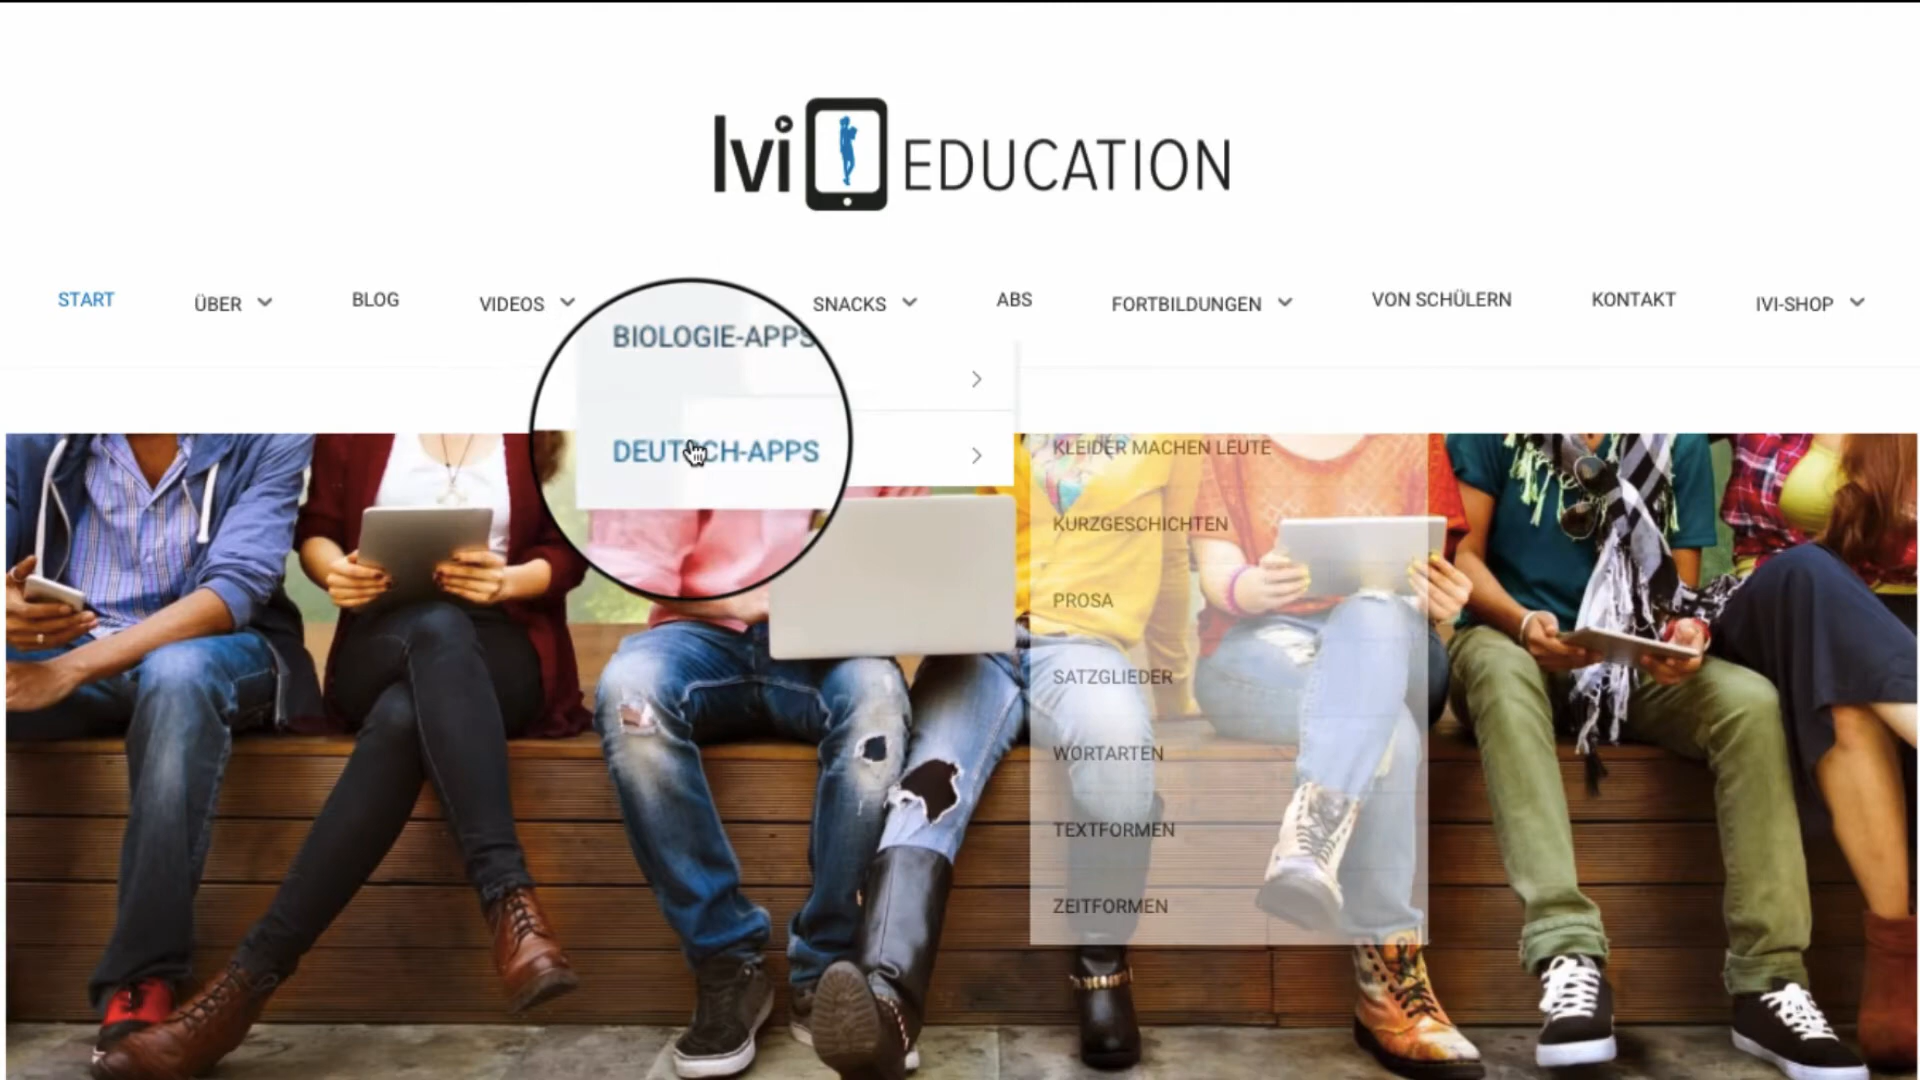 Ivi EDUCATION
START ÜBER BLOG VIDEOS SNACKS ABS FORTBILDUNGEN VON SCHÜLERN KONTAKT IVI-SHOP
BIOLOGIE-APPS
DEUTSCH-APPS
KLEIDER MACHEN LEUTE
KURZGESCHICHTEN
PROSA
SATZGLIEDER
WORTARTEN
TEXTFORMEN
ZEITFORMEN